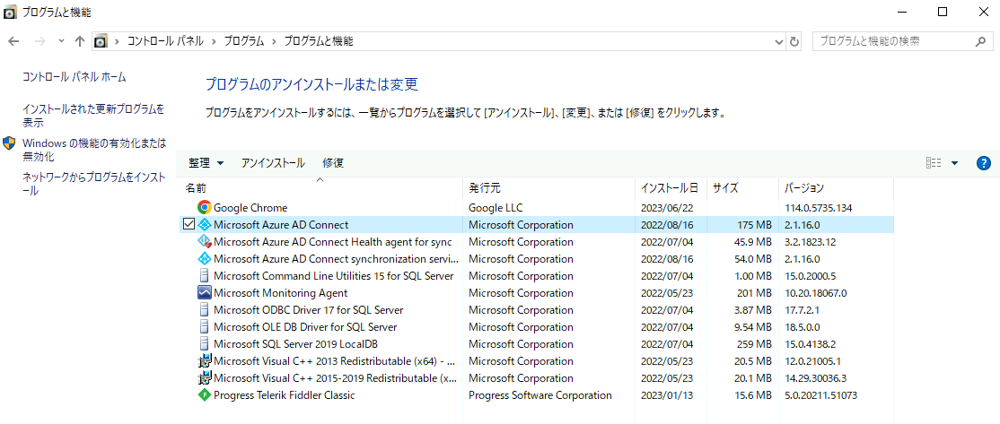 プログラムと機能
コントロール パネル › プログラム › プログラムと機能
プログラムと機能の検索
コントロール パネル ホーム
インストールされた更新プログラムを
表示
Windows の機能の有効化または
無効化
ネットワークからプログラムをインスト
ール
プログラムのアンインストールまたは変更
プログラムをアンインストールするには、一覧からプログラムを選択して [アンインストール]、[変更]、または [修復] をクリックします。
整理 アンインストール 修復
名前 発行元 インストール日 サイズ バージョン
Google Chrome Google LLC 2023/06/22 114.0.5735.134
Microsoft Azure AD Connect Microsoft Corporation 2022/08/16 175 MB 2.1.16.0
Microsoft Azure AD Connect Health agent for sync Microsoft Corporation 2022/07/04 45.9 MB 3.2.1823.12
Microsoft Azure AD Connect synchronization servi... Microsoft Corporation 2022/08/16 54.0 MB 2.1.16.0
Microsoft Command Line Utilities 15 for SQL Server Microsoft Corporation 2022/07/04 1.00 MB 15.0.2000.5
Microsoft Monitoring Agent Microsoft Corporation 2022/05/23 201 MB 10.20.18067.0
Microsoft ODBC Driver 17 for SQL Server Microsoft Corporation 2022/07/04 3.87 MB 17.7.2.1
Microsoft OLE DB Driver for SQL Server Microsoft Corporation 2022/07/04 9.54 MB 18.5.0.0
Microsoft SQL Server 2019 LocalDB Microsoft Corporation 2022/07/04 259 MB 15.0.4138.2
Microsoft Visual C++ 2013 Redistributable (x64) - ... Microsoft Corporation 2022/05/23 20.5 MB 12.0.21005.1
Microsoft Visual C++ 2015-2019 Redistributable (x... Microsoft Corporation 2022/05/23 20.1 MB 14.29.30036.3
Progress Telerik Fiddler Classic Progress Software Corporation 2023/01/13 15.6 MB 5.0.20211.51073